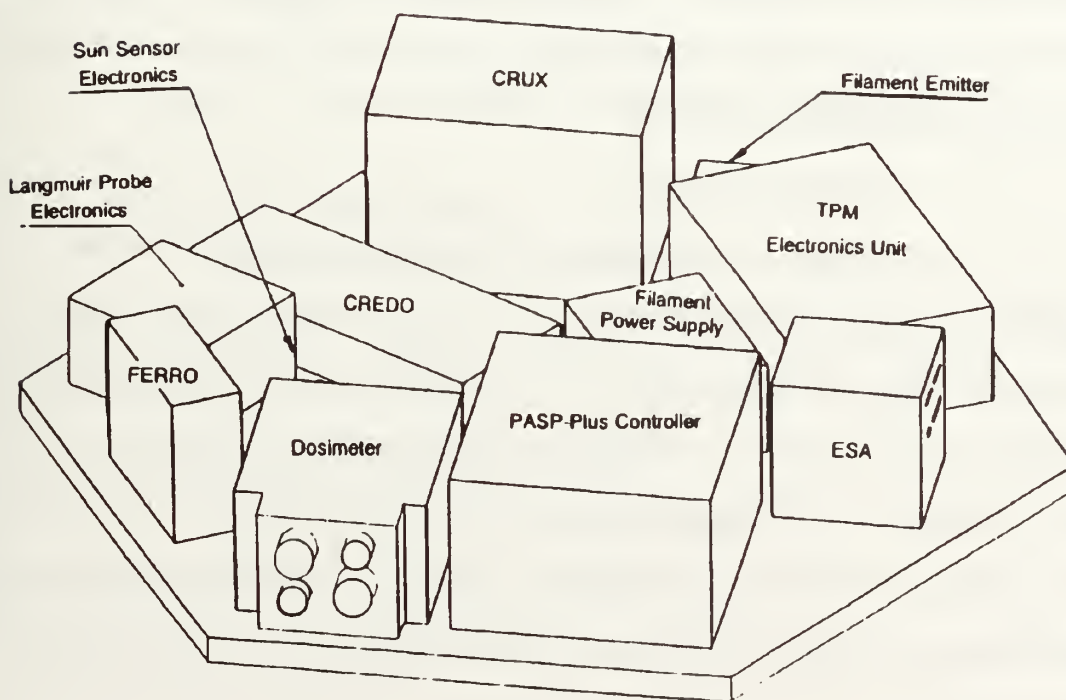 Sun Sensor
Electronics
CRUX
Filament Emitter
Langmuir Probe
Electronics
TPM
Electronics Unit
CREDO
Filament
Power Supply
FERRO
Dosimeter
PASP-Plus Controller
ESA